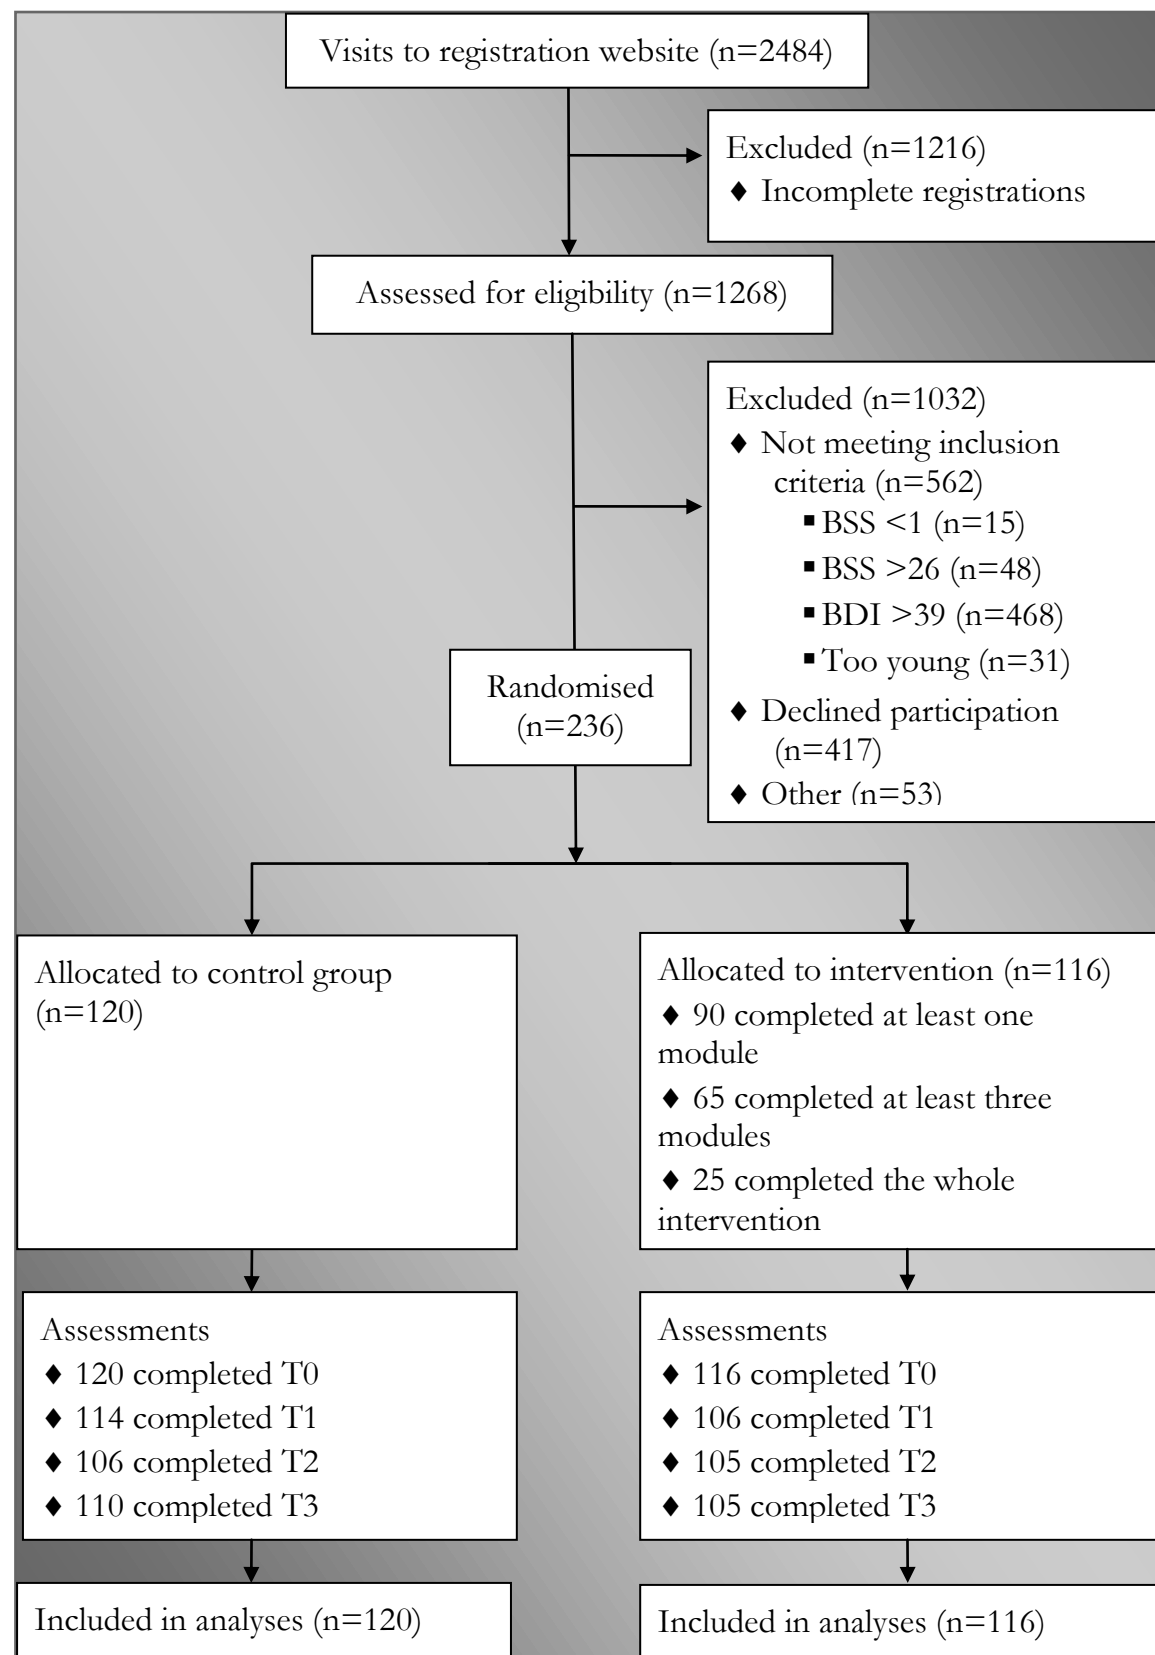 Visits to registration website (n=2484)
Excluded (n=1216)
♦ Incomplete registrations
Assessed for eligibility (n=1268)
Excluded (n=1032)
♦ Not meeting inclusion
criteria (n=562)
▪ BSS <1 (n=15)
▪ BSS >26 (n=48)
▪ BDI >39 (n=468)
▪ Too young (n=31)
♦ Declined participation
(n=417)
♦ Other (n=53)
Randomised
(n=236)
Allocated to control group
(n=120)
Allocated to intervention (n=116)
♦ 90 completed at least one
module
♦ 65 completed at least three
modules
♦ 25 completed the whole
intervention
Assessments
♦ 120 completed T0
♦ 114 completed T1
♦ 106 completed T2
♦ 110 completed T3
Assessments
♦ 116 completed T0
♦ 106 completed T1
♦ 105 completed T2
♦ 105 completed T3
Included in analyses (n=120)
Included in analyses (n=116)